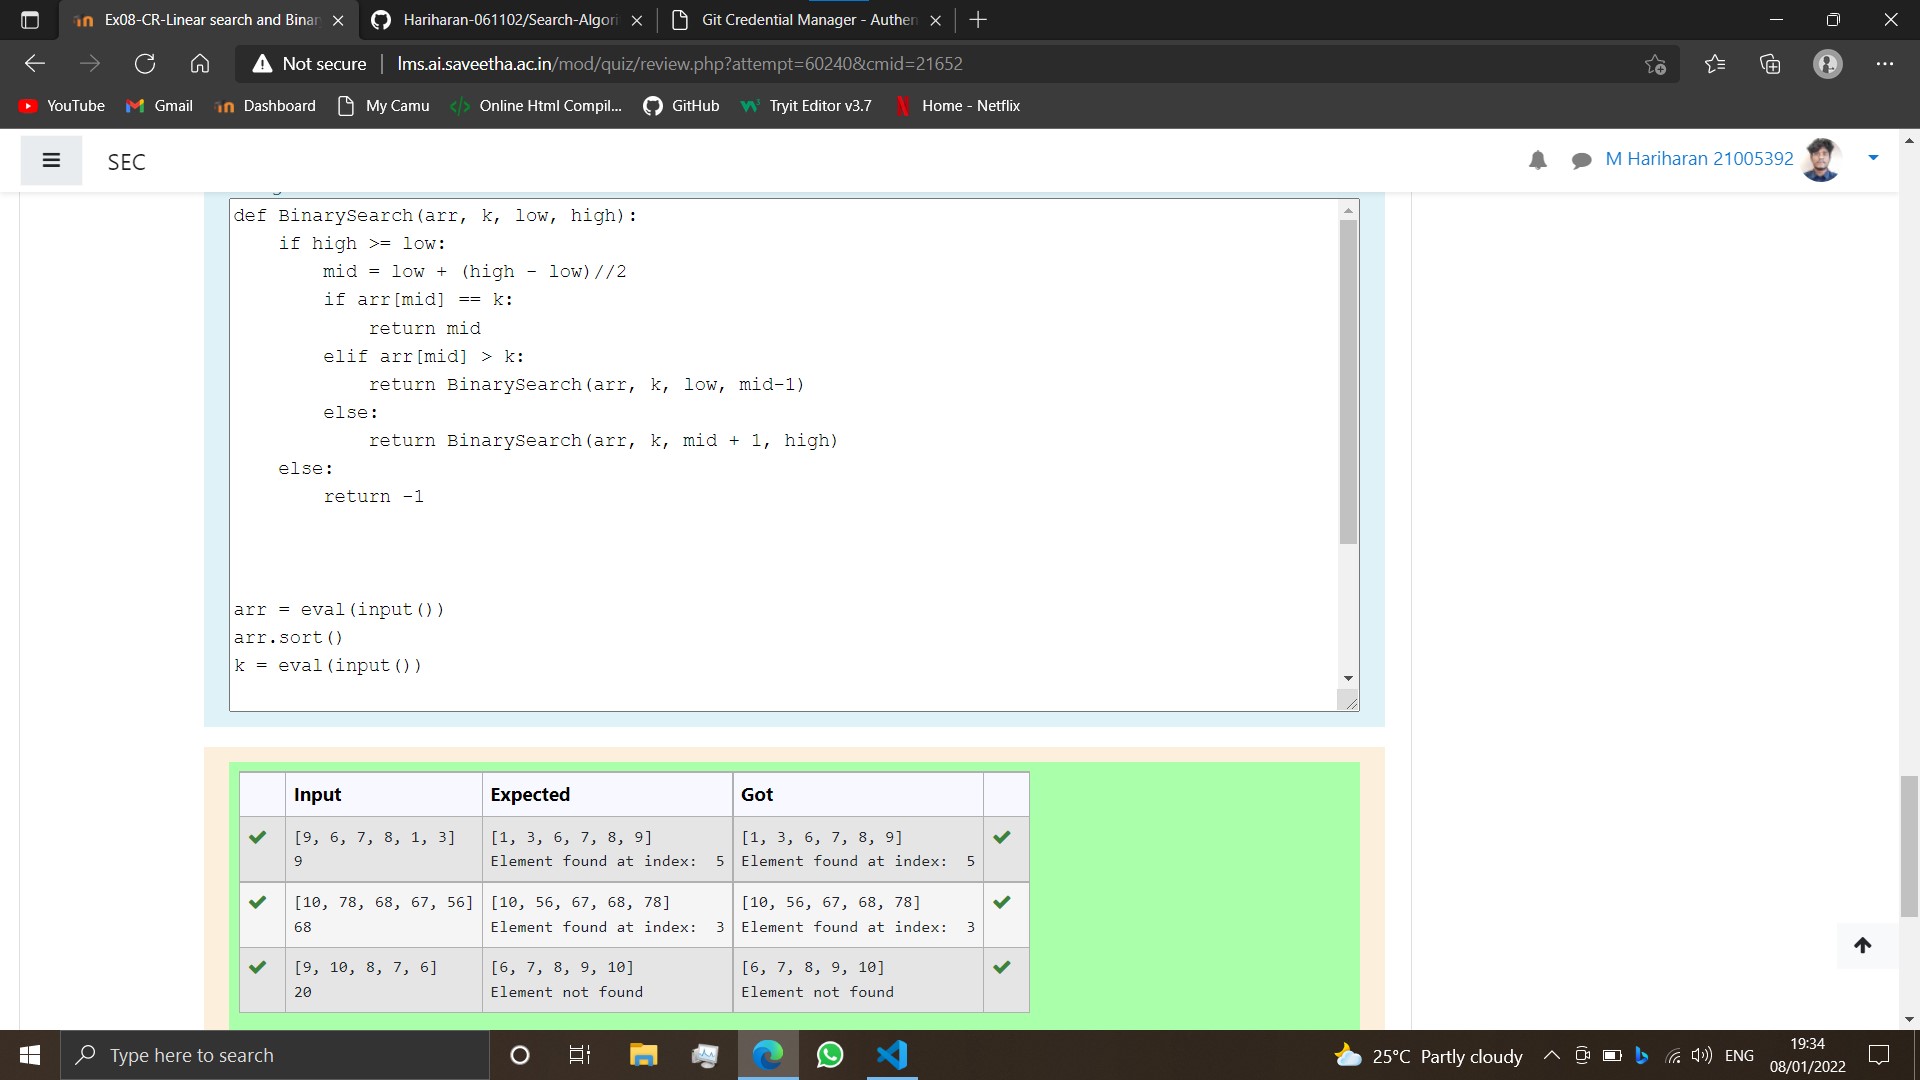 Ex08-CR-Linear search and Binar
Hariharan-061102/Search-Algori
Git Credential Manager - Authen
Not secure
lms.ai.saveetha.ac.in/mod/quiz/review.php?attempt=60240&cmid=21652
YouTube
Gmail
Dashboard
My Camu
Online Html Compil...
GitHub
Tryit Editor v3.7
Home - Netflix
SEC
M Hariharan 21005392
def BinarySearch(arr, k, low, high):
    if high >= low:
        mid = low + (high - low)//2
        if arr[mid] == k:
            return mid
        elif arr[mid] > k:
            return BinarySearch(arr, k, low, mid-1)
        else:
            return BinarySearch(arr, k, mid + 1, high)
    else:
        return -1
arr = eval(input())
arr.sort()
k = eval(input())
Input Expected Got
[9, 6, 7, 8, 1, 3] [1, 3, 6, 7, 8, 9] [1, 3, 6, 7, 8, 9]
9 Element found at index:  5 Element found at index:  5
[10, 78, 68, 67, 56] [10, 56, 67, 68, 78] [10, 56, 67, 68, 78]
68 Element found at index:  3 Element found at index:  3
[9, 10, 8, 7, 6] [6, 7, 8, 9, 10] [6, 7, 8, 9, 10]
20 Element not found Element not found
Type here to search
25°C Partly cloudy
ENG
19:34
08/01/2022